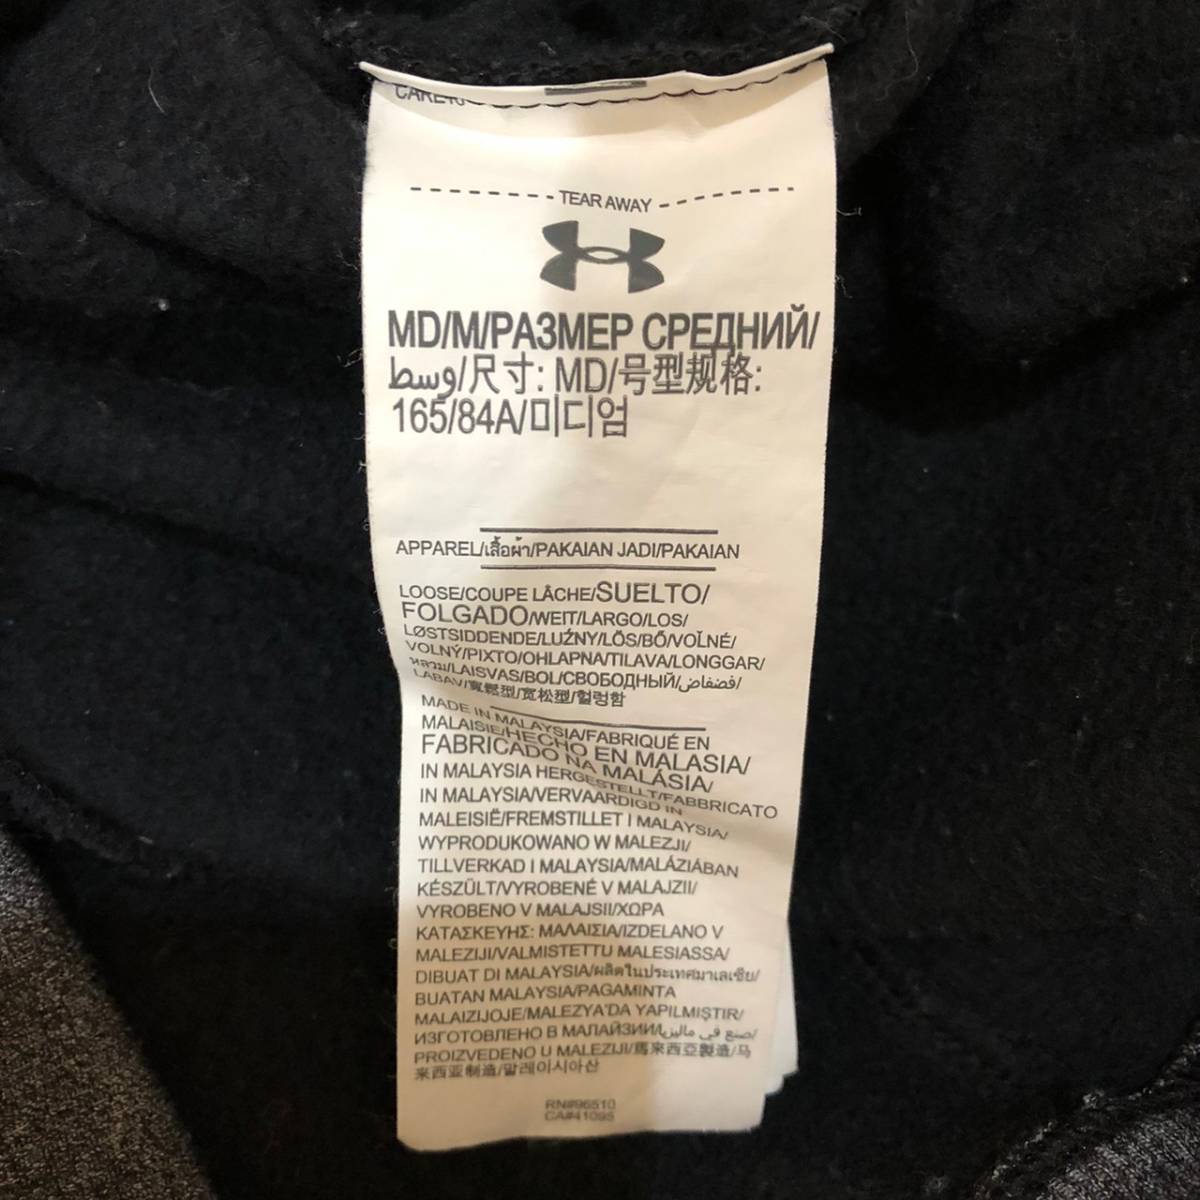 TEAR AWAY
MD/M/РАЗМЕР СРЕДНИЙ/
وسط/尺寸: MD/号型规格:
165/84A/미디엄
APPAREL/เสื้อผ้า/PAKAIAN JADI/PAKAIAN
LOOSE/COUPE LÂCHE/SUELTO/
FOLGADO/WEIT/LARGO/LOS/
LØSTSIDDENDE/LUŹNY/LÖS/BŐ/VOĽNÉ/
VOLNÝ/ΡΙΧΤΟ/OHLAPNA/TILAVA/LONGGAR/
หลวม/LAISVAS/BOL/СВОБОДНЫЙ/فضفاض/
LABAV/寬鬆型/宽松型/헐렁함
MADE IN MALAYSIA/FABRIQUÉ EN
MALAISIE/HECHO EN MALASIA/
FABRICADO NA MALÁSIA/
IN MALAYSIA HERGESTELLT/FABBRICATO
IN MALAYSIA/VERVAARDIGD IN
MALEISIË/FREMSTILLET I MALAYSIA/
WYPRODUKOWANO W MALEZJI/
TILLVERKAD I MALAYSIA/MALÁZIÁBAN
KÉSZÜLT/VYROBENÉ V MALAJZII/
VYROBENO V MALAJSII/ΧΩΡΑ
ΚΑΤΑΣΚΕΥΗΣ: ΜΑΛΑΙΣΙΑ/IZDELANO V
MALEZIJI/VALMISTETTU MALESIASSA/
DIBUAT DI MALAYSIA/ผลิตในประเทศมาเลเซีย/
BUATAN MALAYSIA/PAGAMINTA
MALAIZIJOJE/MALEZYA'DA YAPILMIŞTIR/
ИЗГОТОВЛЕНО В МАЛАЙЗИИ/صنع في ماليزيا/
PROIZVEDENO U MALEZIJI/馬來西亞製造/马
来西亚制造/말레이시아산
RN#96510
CA#41095